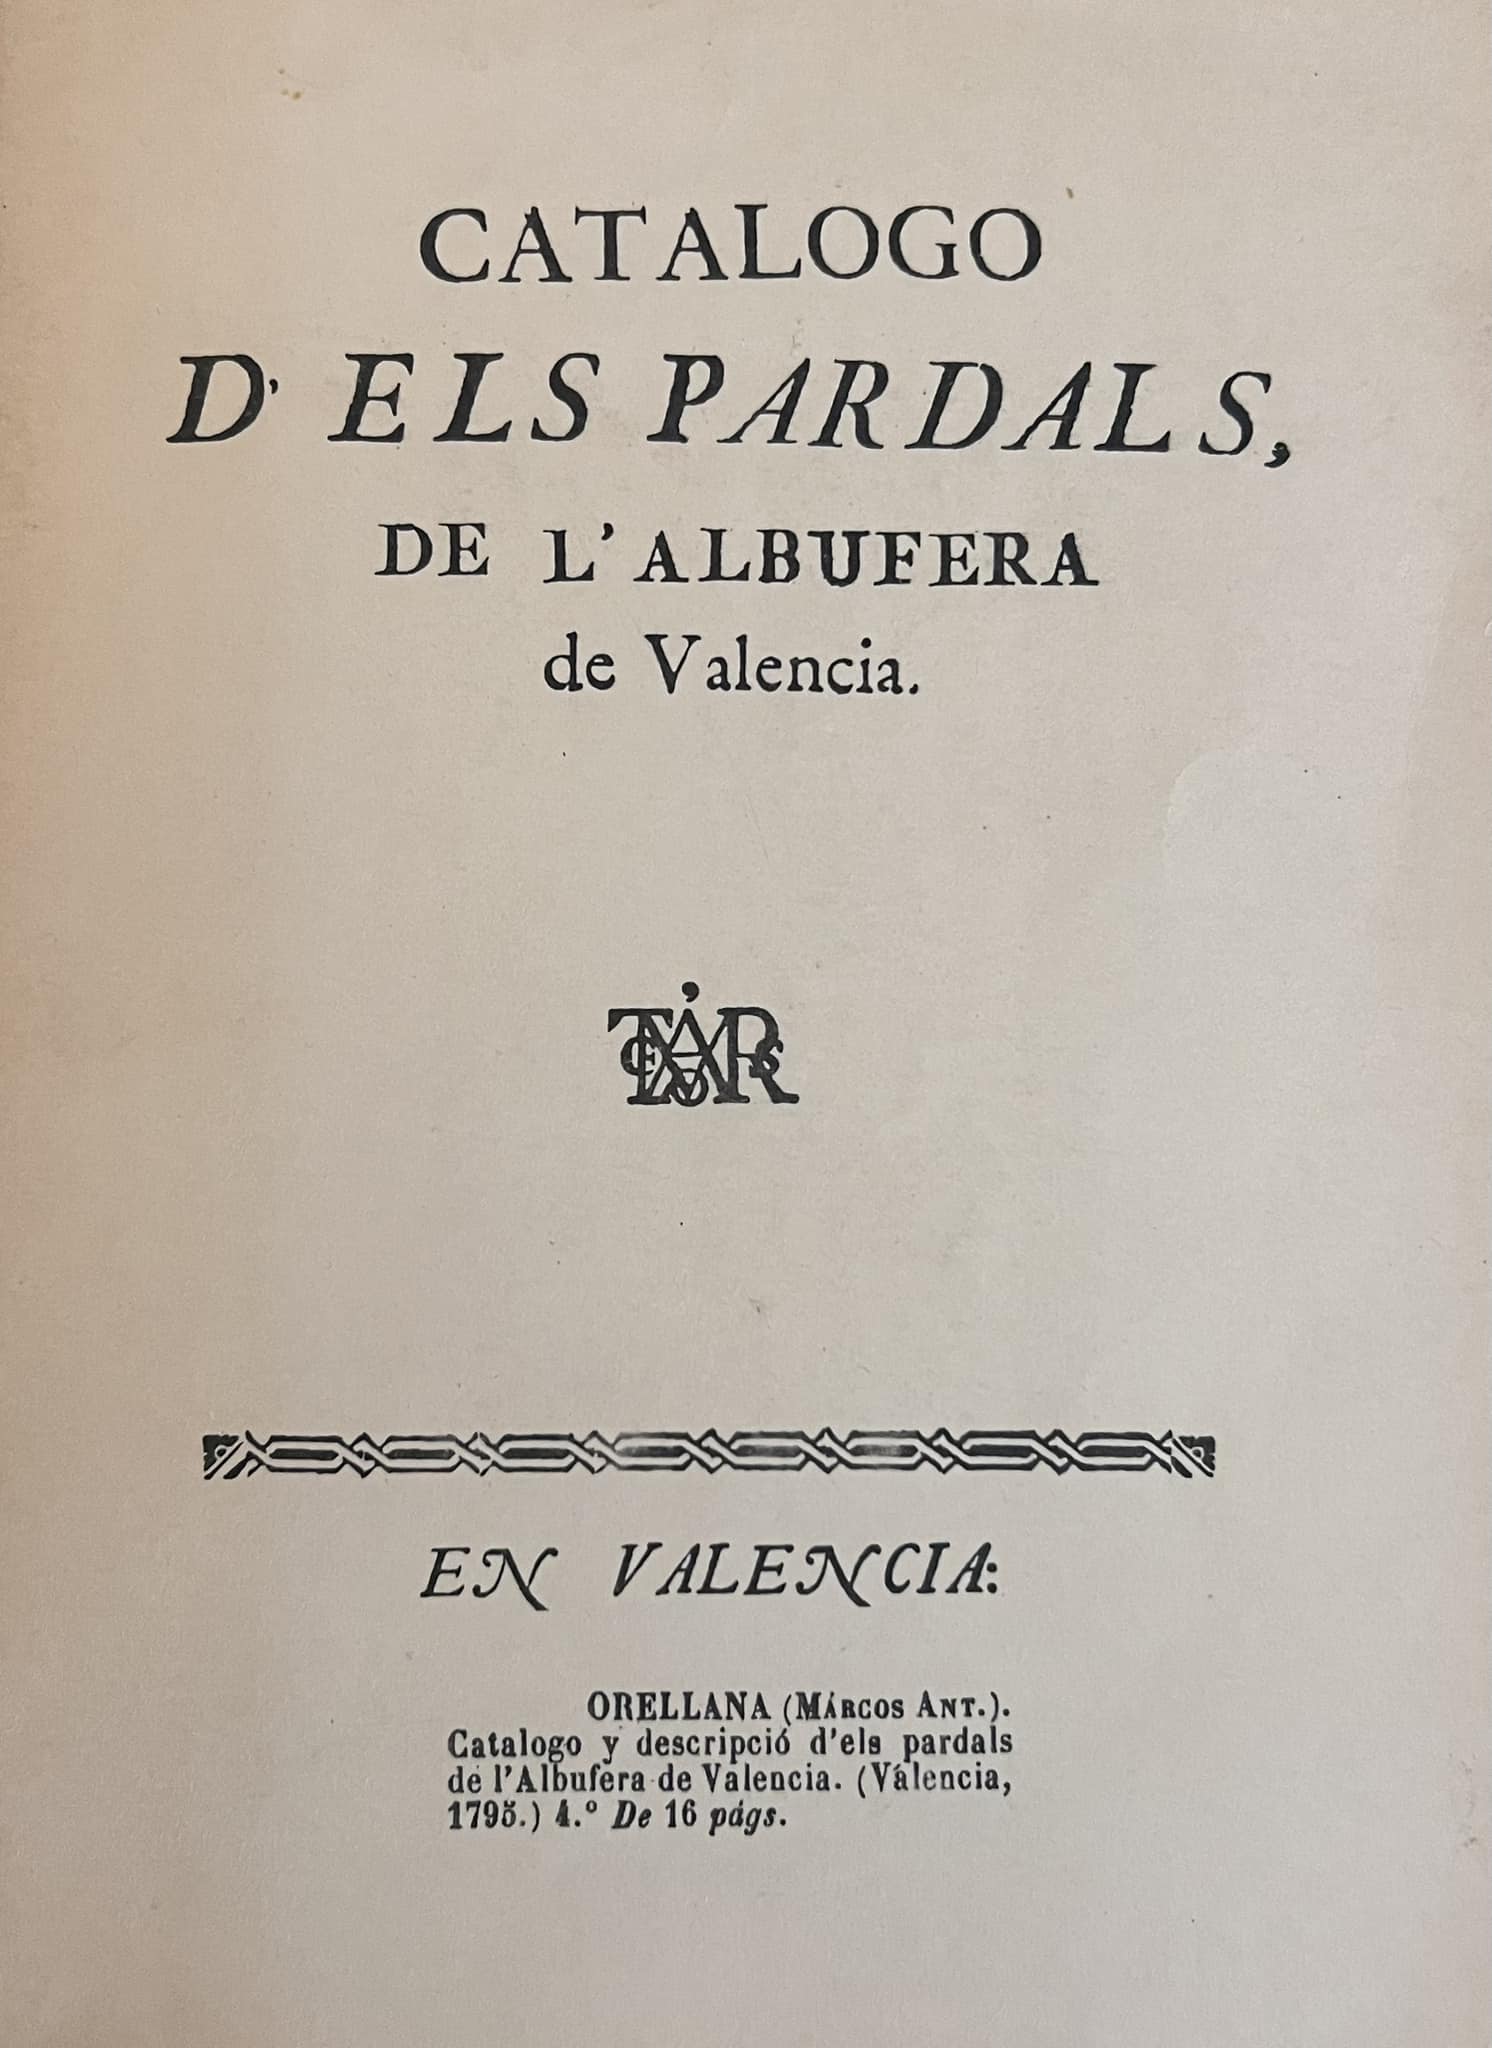 CATALOGO
D' ELS PARDALS,
DE L'ALBUFERA
de Valencia.
EN VALENCIA:
ORELLANA (MÁRCOS ANT.).
Catalogo y descripció d'els pardals
de l'Albufera de Valencia. (Valencia,
1795.) 4.º De 16 págs.